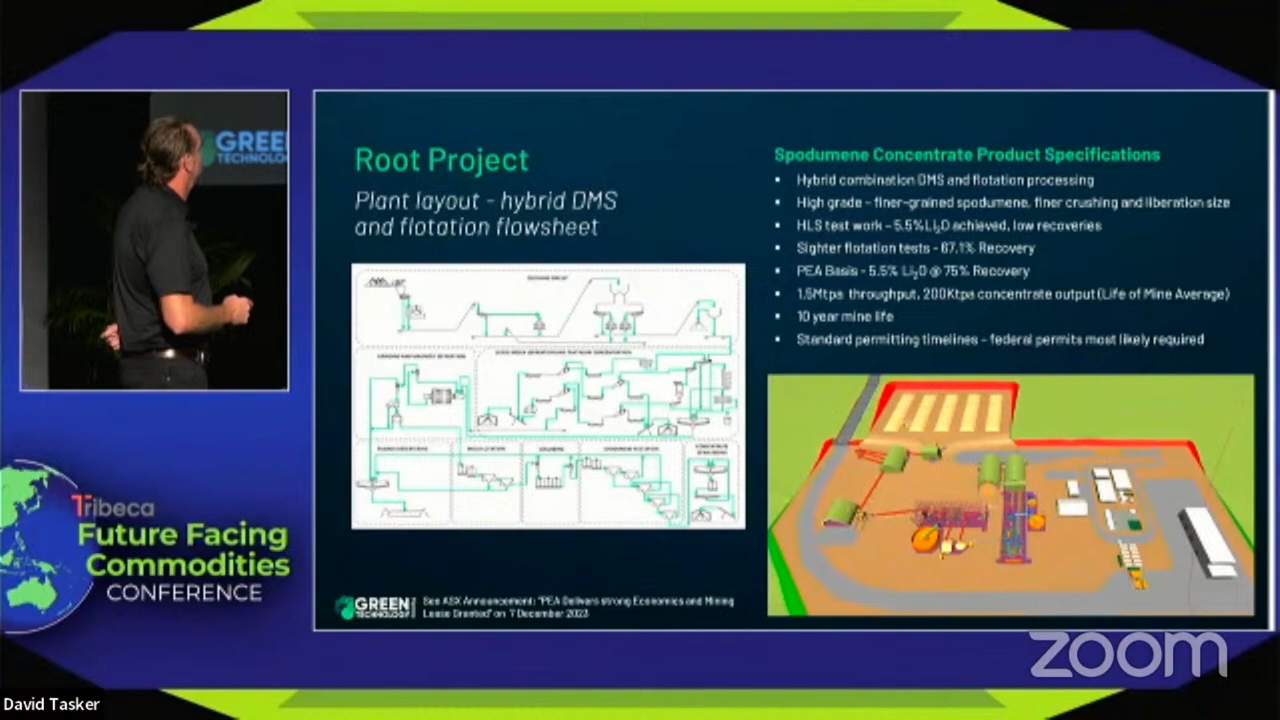 GREE
TECHNOLO
Root Project
Plant layout - hybrid DMS
and flotation flowsheet
Spodumene Concentrate Product Specifications
▪ Hybrid combination DMS and flotation processing
▪ High grade - finer-grained spodumene, finer crushing and liberation size
▪ HLS test work - 5.5%Li₂O achieved, low recoveries
▪ Sighter flotation tests - 67.1% Recovery
▪ PEA Basis - 5.5% Li₂O @ 75% Recovery
▪ 1.5Mtpa throughput, 200Ktpa concentrate output (Life of Mine Average)
▪ 10 year mine life
▪ Standard permitting timelines - federal permits most likely required
GREEN
TECHNOLOGY
See ASX Announcement: "PEA Delivers strong Economics and Mining
Lease Granted" on 7 December 2023
Tribeca
Future Facing
Commodities
CONFERENCE
zoom
David Tasker